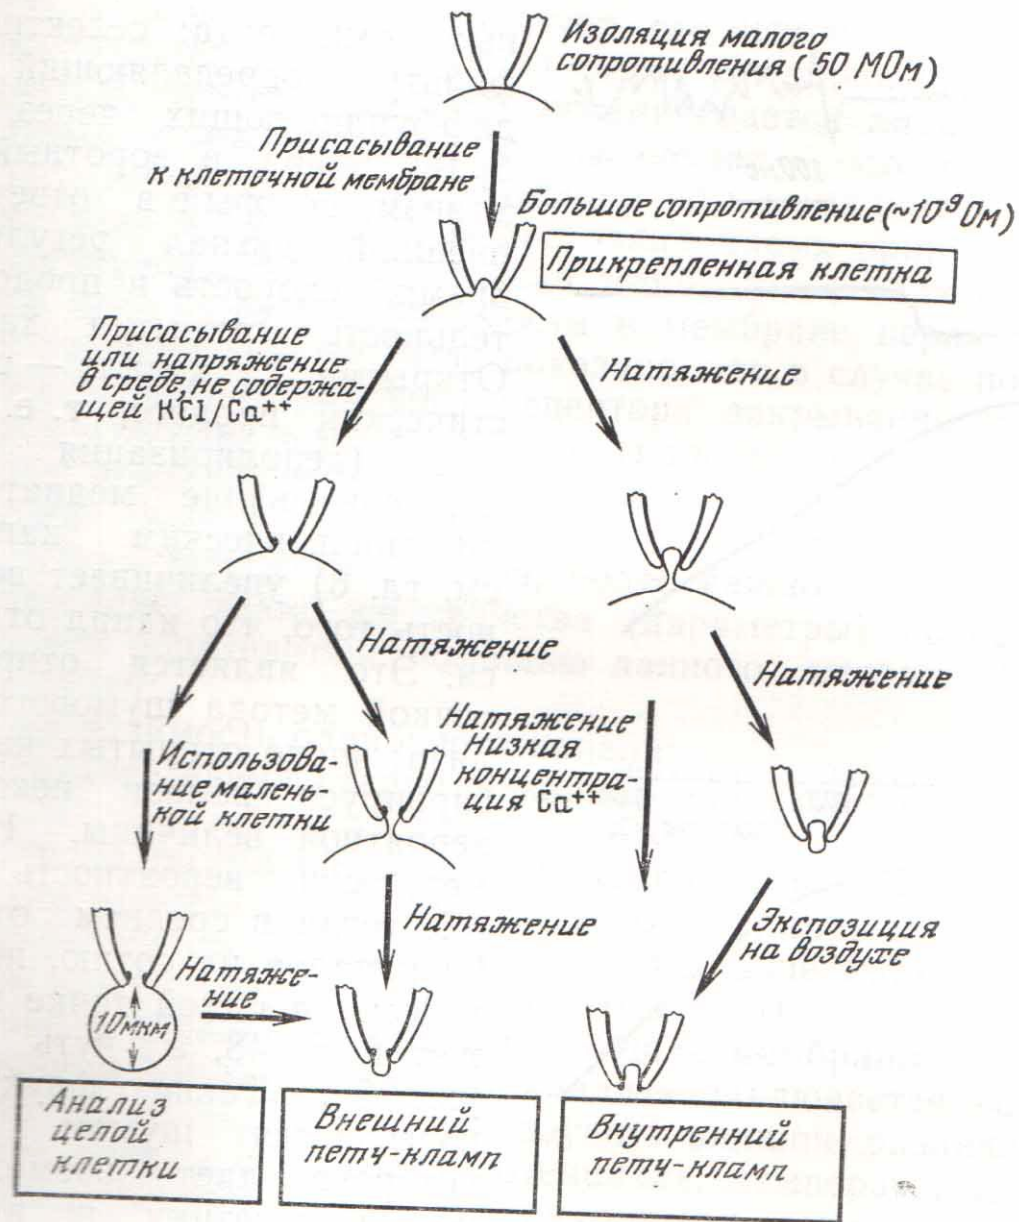 Изоляция малого
сопротивления (50 МОм)
Присасывание
к клеточной мембране
Большое сопротивление (~10⁹ Ом)
Прикрепленная клетка
Присасывание
или напряжение
в среде, не содержа-
щей KCl/Ca⁺⁺
Натяжение
Натяжение
Натяжение
Низкая
концентра-
ция Ca⁺⁺
Натяжение
Использова-
ние малень-
кой клетки
Натяжение
Экспозиция
на воздухе
Натяже-
ние
10мкм
Анализ
целой
клетки
Внешний
петч-кламп
Внутренний
петч-кламп